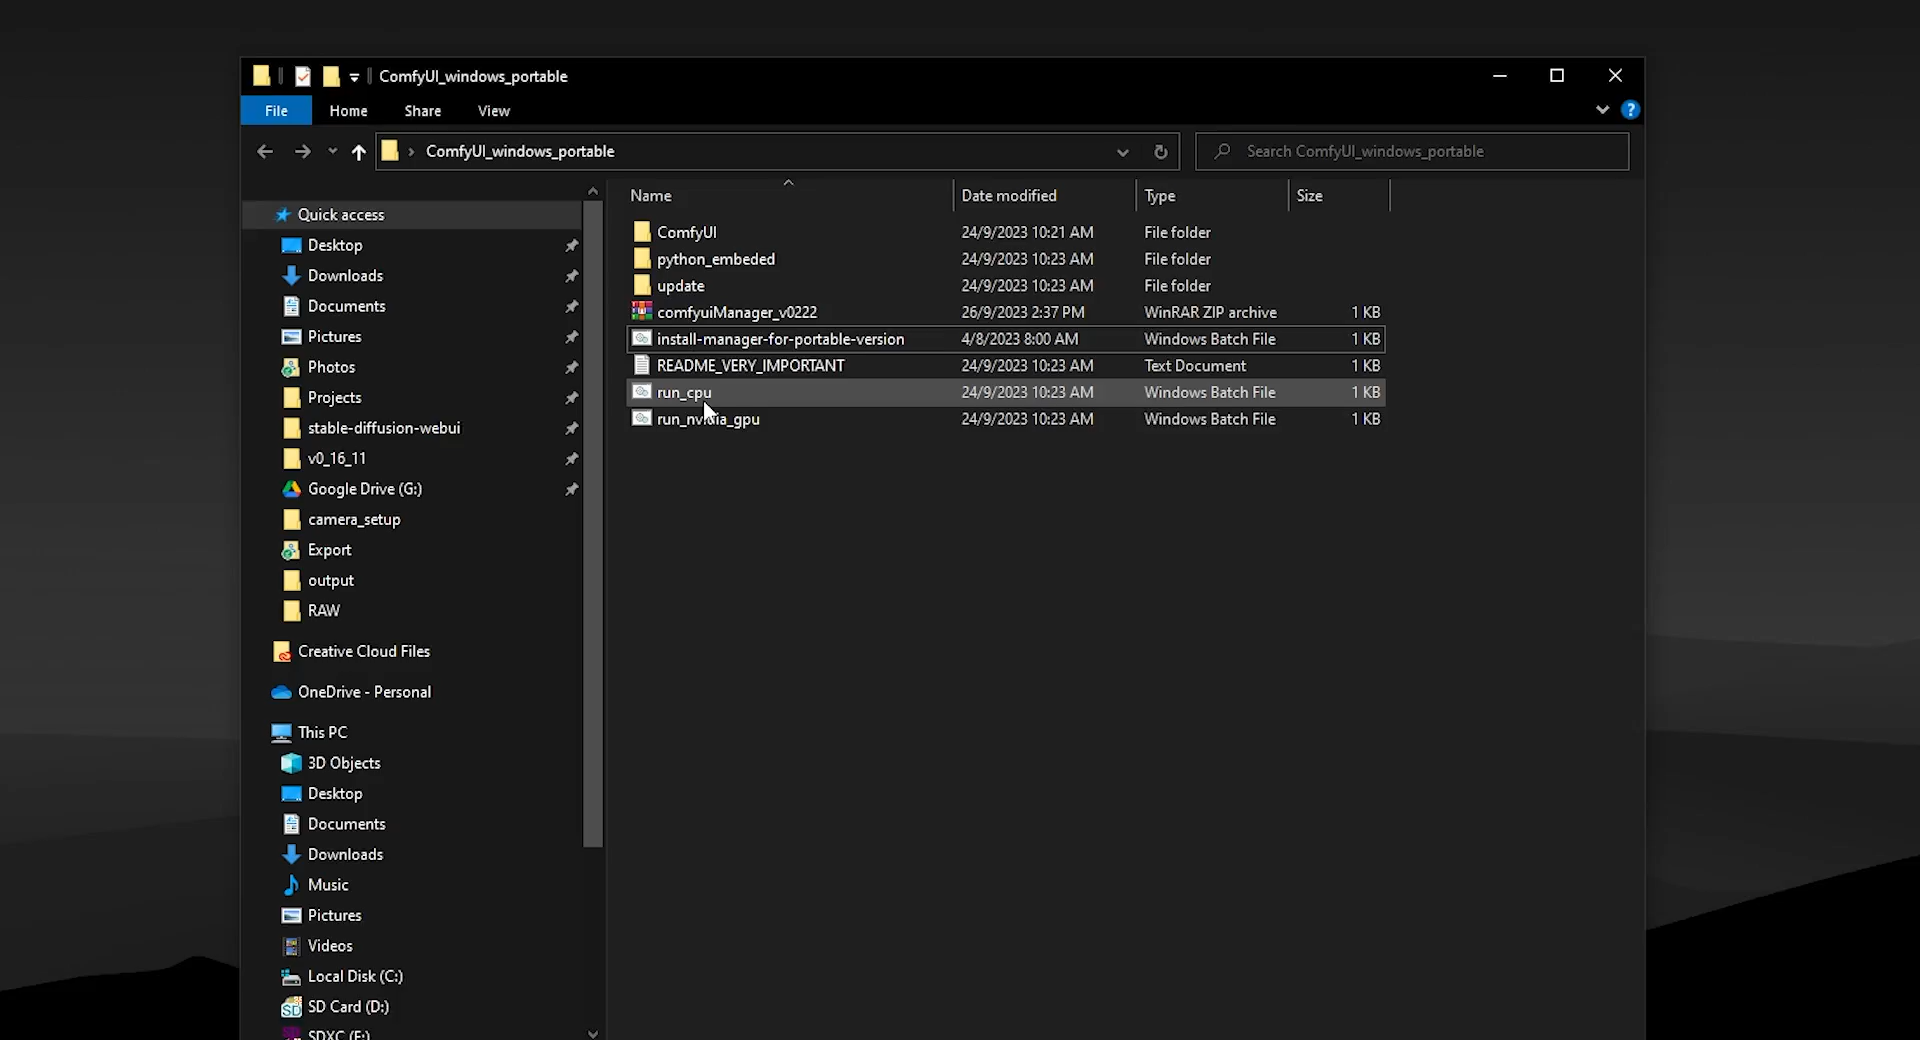 ComfyUI_windows_portable
File Home Share View ?
ComfyUI_windows_portable Search ComfyUI_windows_portable
Name Date modified Type Size
Quick access
Desktop
Downloads
Documents
Pictures
Photos
Projects
stable-diffusion-webui
v0_16_11
Google Drive (G:)
camera_setup
Export
output
RAW
Creative Cloud Files
OneDrive - Personal
This PC
3D Objects
Desktop
Documents
Downloads
Music
Pictures
Videos
Local Disk (C:)
SD Card (D:)
SDXC (E:)
ComfyUI 24/9/2023 10:21 AM File folder
python_embeded 24/9/2023 10:23 AM File folder
update 24/9/2023 10:23 AM File folder
comfyuiManager_v0222 26/9/2023 2:37 PM WinRAR ZIP archive 1 KB
install-manager-for-portable-version 4/8/2023 8:00 AM Windows Batch File 1 KB
README_VERY_IMPORTANT 24/9/2023 10:23 AM Text Document 1 KB
run_cpu 24/9/2023 10:23 AM Windows Batch File 1 KB
run_nvidia_gpu 24/9/2023 10:23 AM Windows Batch File 1 KB